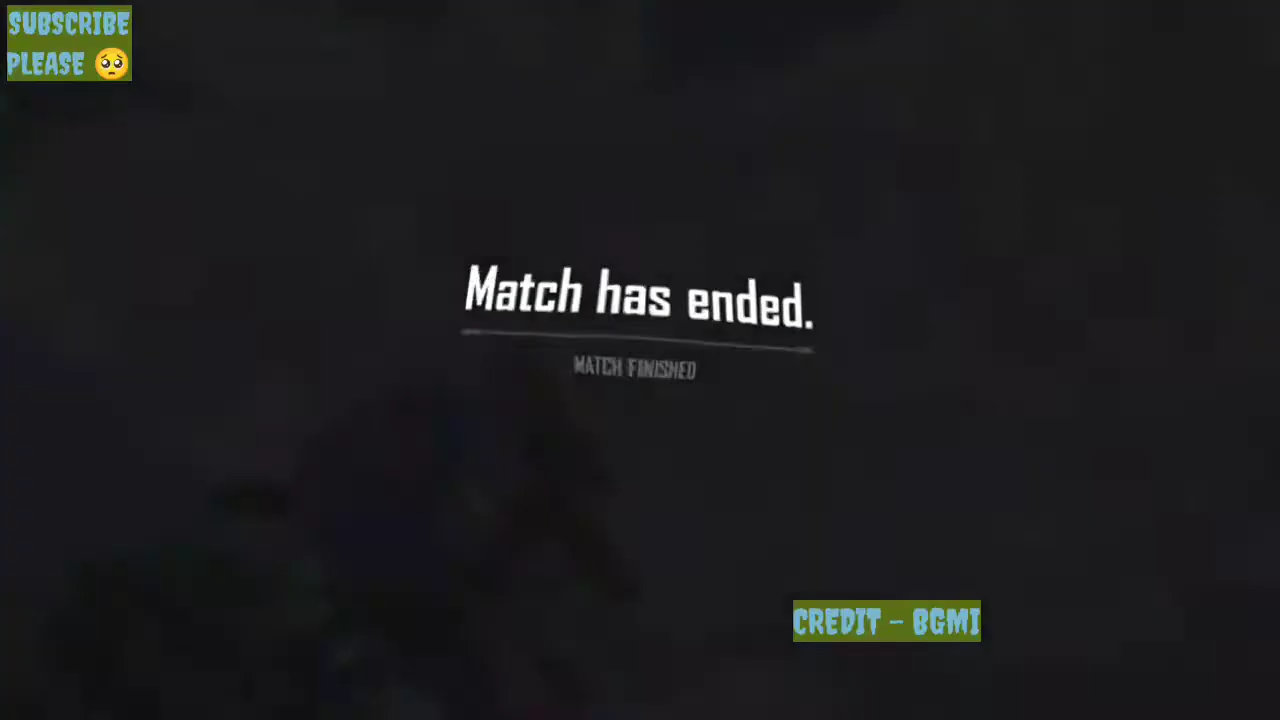 SUBSCRIBE
PLEASE 🥺
Match has ended.
MATCH FINISHED
CREDIT - BGMI